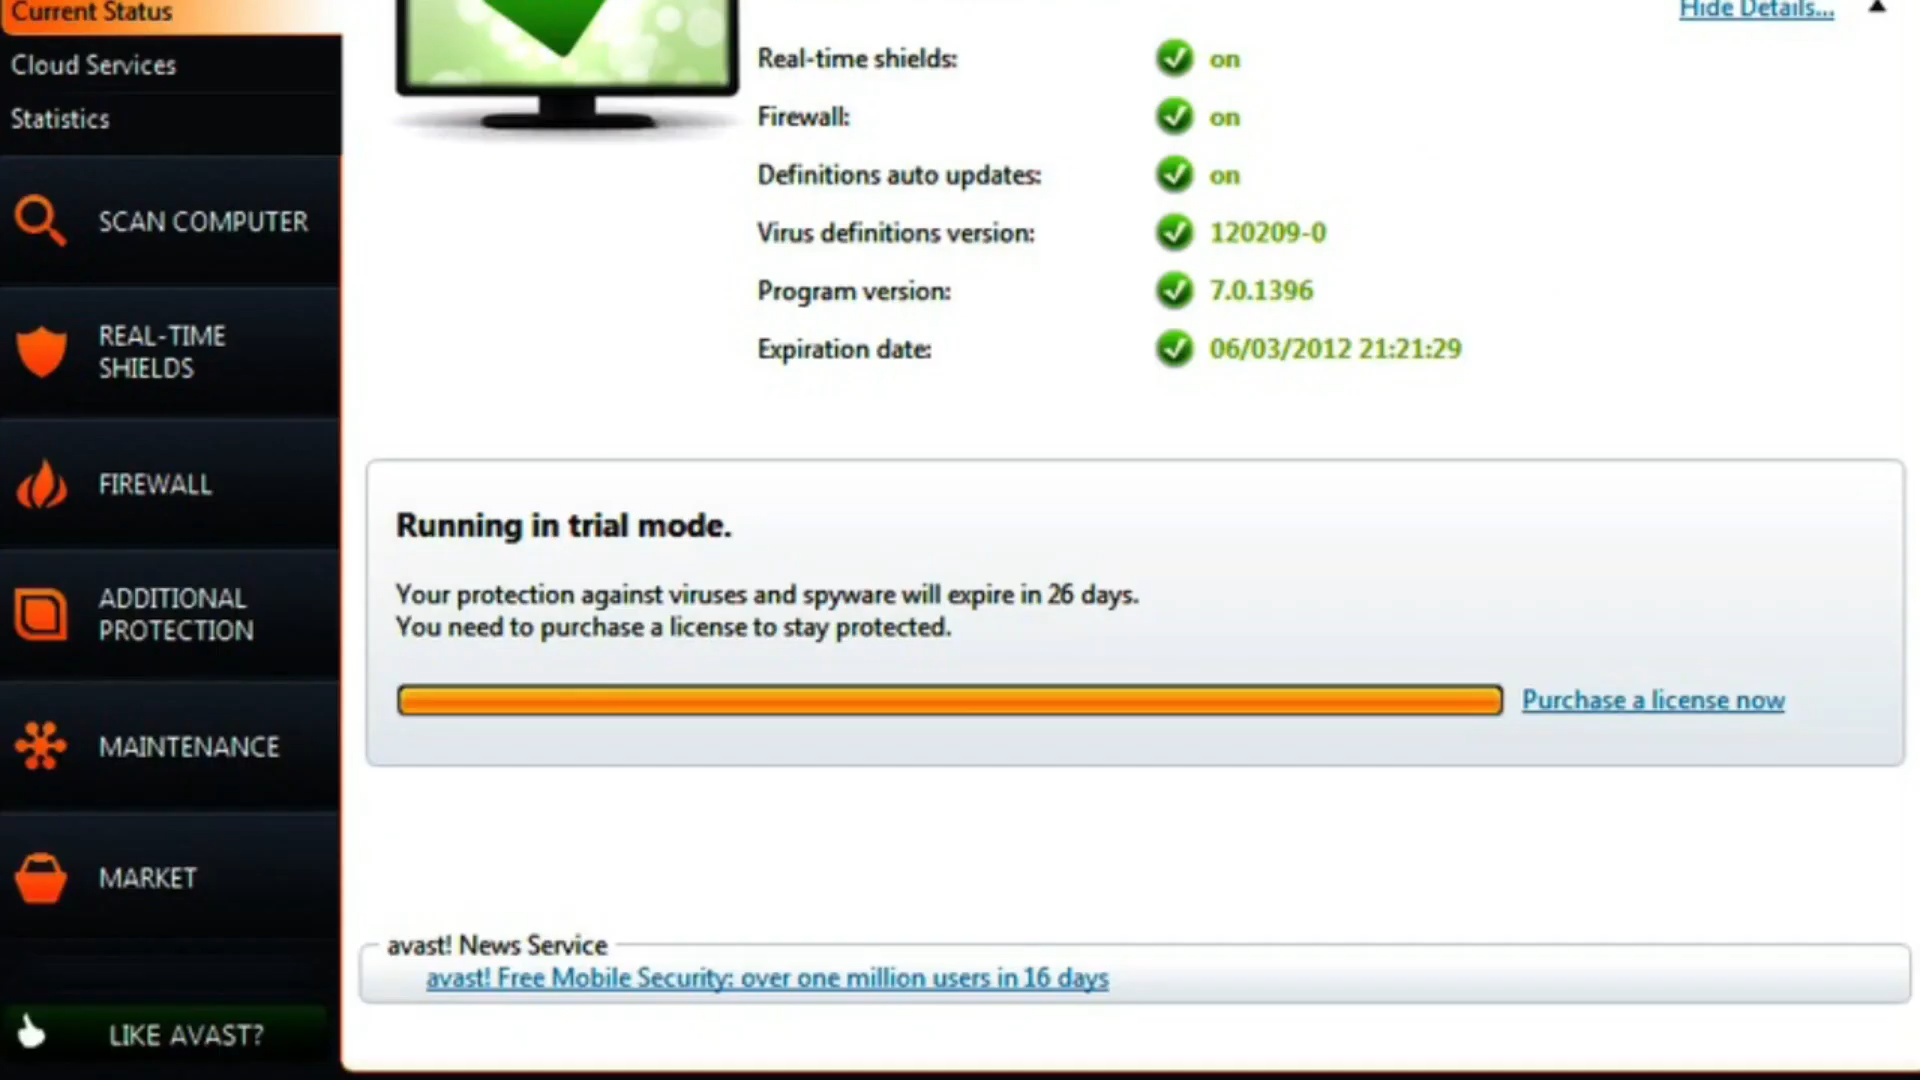 Current Status
Hide Details...
Cloud Services
Statistics
Real-time shields: on
Firewall: on
Definitions auto updates: on
Virus definitions version: 120209-0
Program version: 7.0.1396
Expiration date: 06/03/2012 21:21:29
SCAN COMPUTER
REAL-TIME
SHIELDS
FIREWALL
ADDITIONAL
PROTECTION
MAINTENANCE
MARKET
LIKE AVAST?
Running in trial mode.
Your protection against viruses and spyware will expire in 26 days.
You need to purchase a license to stay protected.
Purchase a license now
avast! News Service
avast! Free Mobile Security: over one million users in 16 days